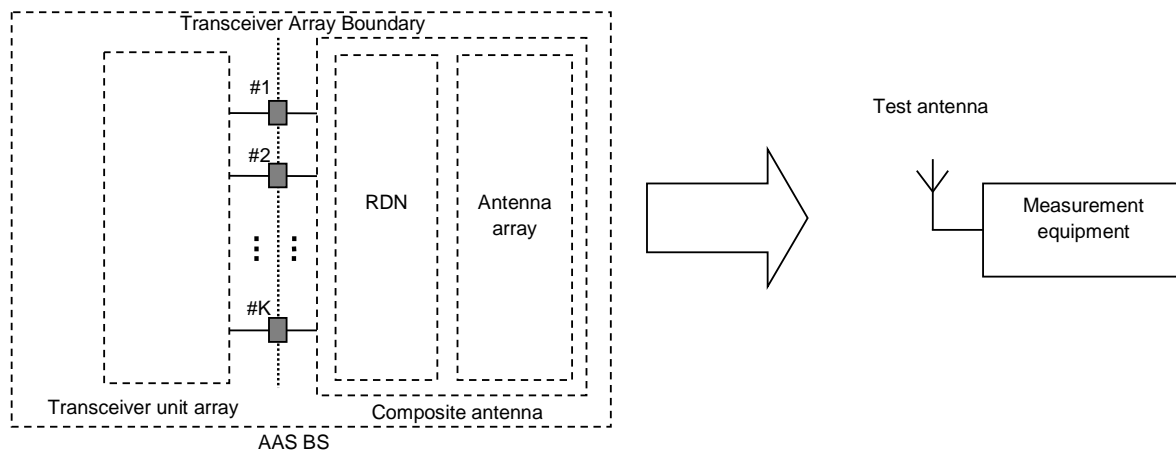 Transceiver Array Boundary
#1
#2
#K
RDN
Antenna
array
Transceiver unit array
Composite antenna
AAS BS
Test antenna
Measurement
equipment